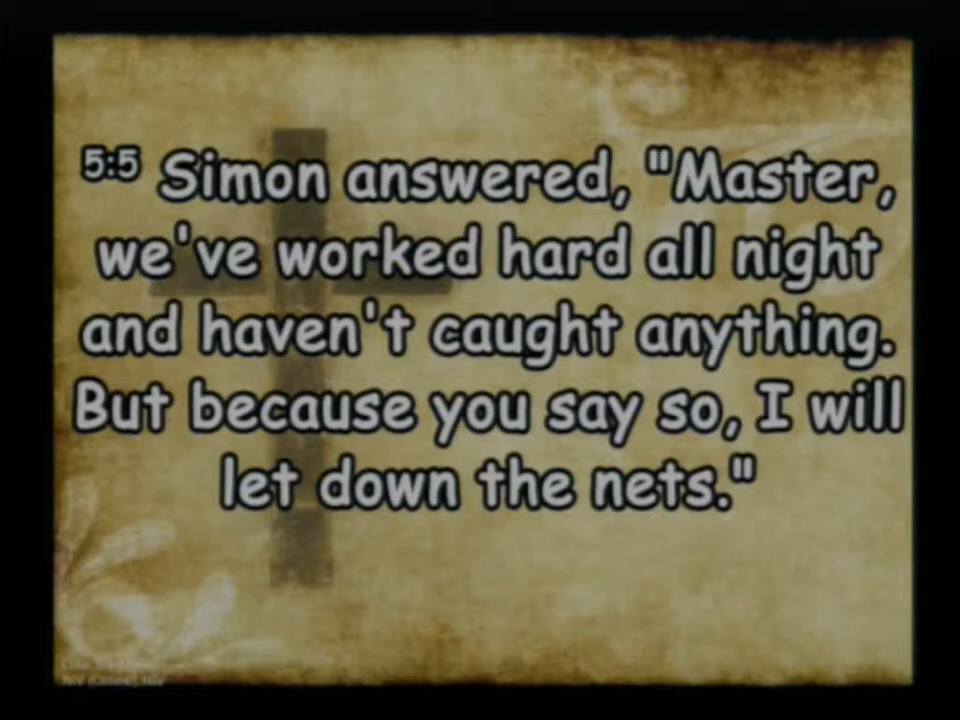 5:5 Simon answered, "Master,
we've worked hard all night
and haven't caught anything.
But because you say so, I will
let down the nets."